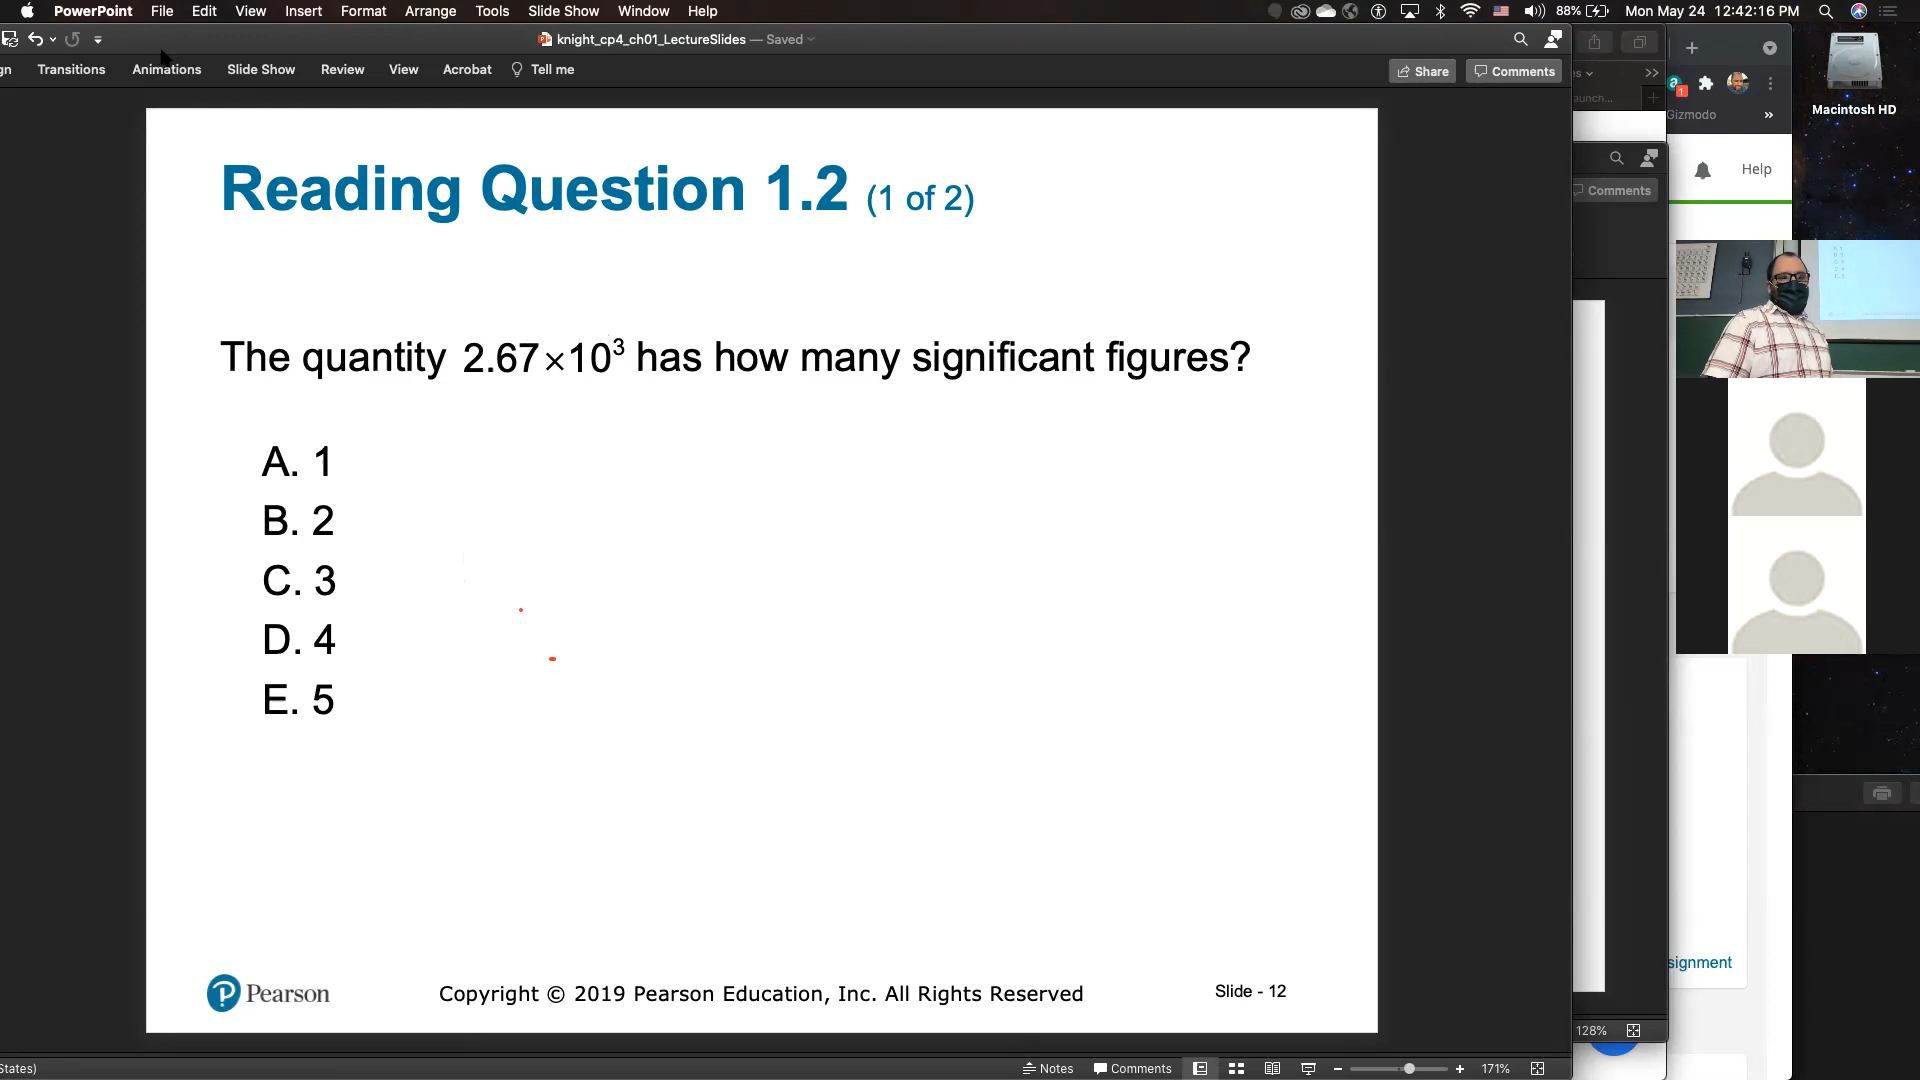 PowerPoint File Edit View Insert Format Arrange Tools Slide Show Window Help
88% Mon May 24 12:42:16 PM
knight_cp4_ch01_LectureSlides — Saved
Transitions Animations Slide Show Review View Acrobat Tell me
Share Comments
Gizmodo
Macintosh HD
Help
Comments
Reading Question 1.2 (1 of 2)
The quantity 2.67×10³ has how many significant figures?
A. 1
B. 2
C. 3
D. 4
E. 5
Pearson
Copyright © 2019 Pearson Education, Inc. All Rights Reserved
Slide - 12
signment
128%
States)
Notes Comments 171%